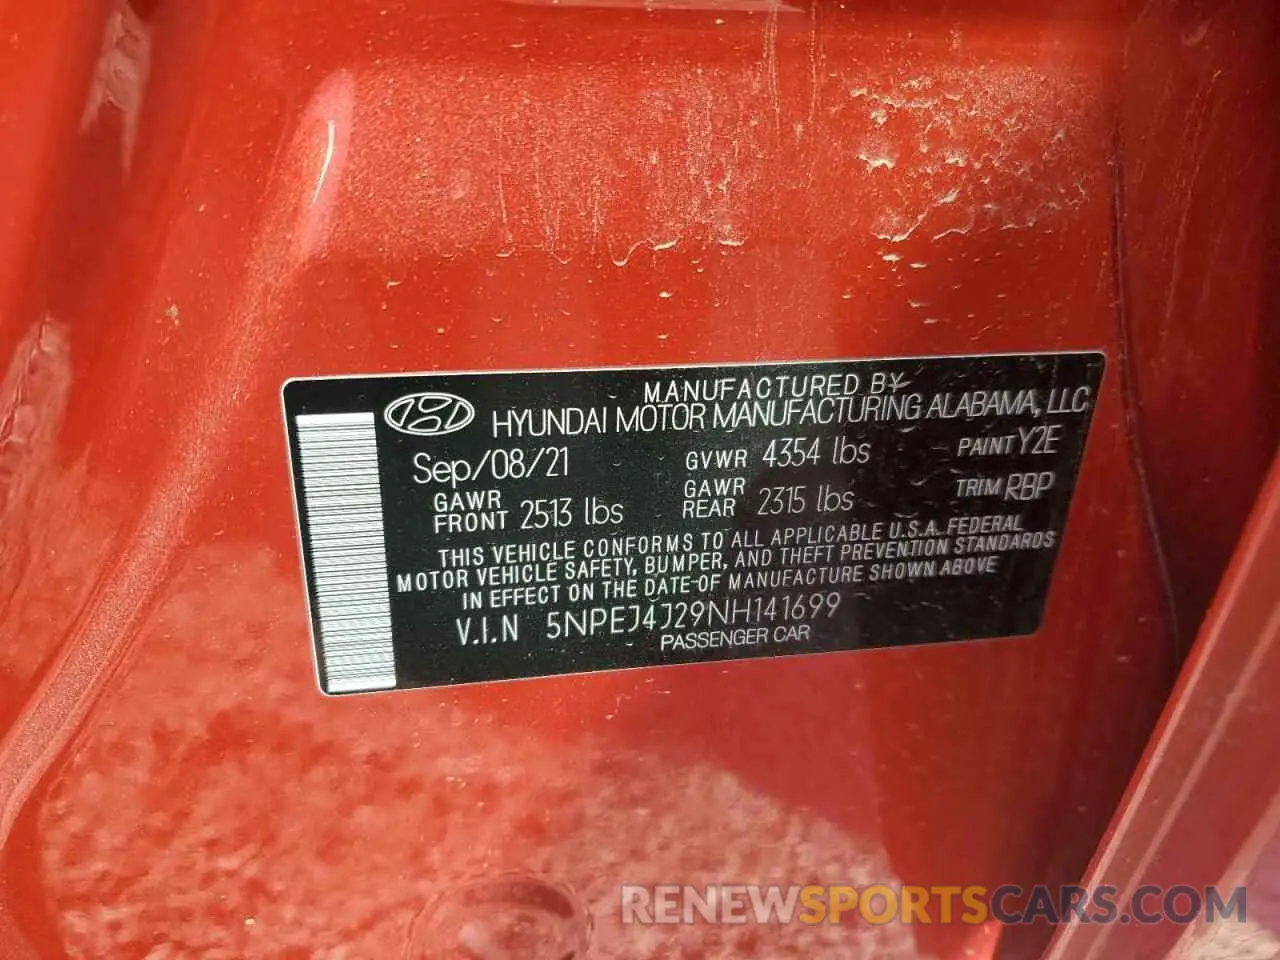 MANUFACTURED BY
HYUNDAI MOTOR MANUFACTURING ALABAMA, LLC
Sep/08/21 GVWR 4354 lbs PAINT Y2E
GAWR FRONT 2513 lbs GAWR REAR 2315 lbs TRIM RBP
THIS VEHICLE CONFORMS TO ALL APPLICABLE U.S.A. FEDERAL
MOTOR VEHICLE SAFETY, BUMPER, AND THEFT PREVENTION STANDARDS
IN EFFECT ON THE DATE OF MANUFACTURE SHOWN ABOVE
V.I.N 5NPEJ4J29NH141699
PASSENGER CAR
RENEWSPORTSCARS.COM